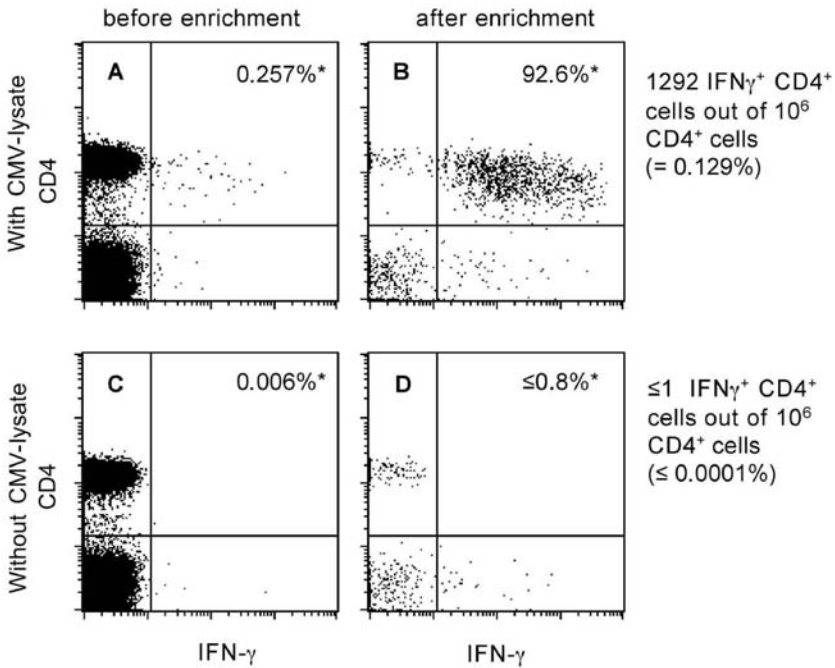 before enrichment
after enrichment
With CMV-lysate
CD4
A
0.257%*
B
92.6%*
1292 IFNγ⁺ CD4⁺
cells out of 10⁶
CD4⁺ cells
(= 0.129%)
Without CMV-lysate
CD4
C
0.006%*
D
≤0.8%*
≤1 IFNγ⁺ CD4⁺
cells out of 10⁶
CD4⁺ cells
(≤ 0.0001%)
IFN-γ
IFN-γ